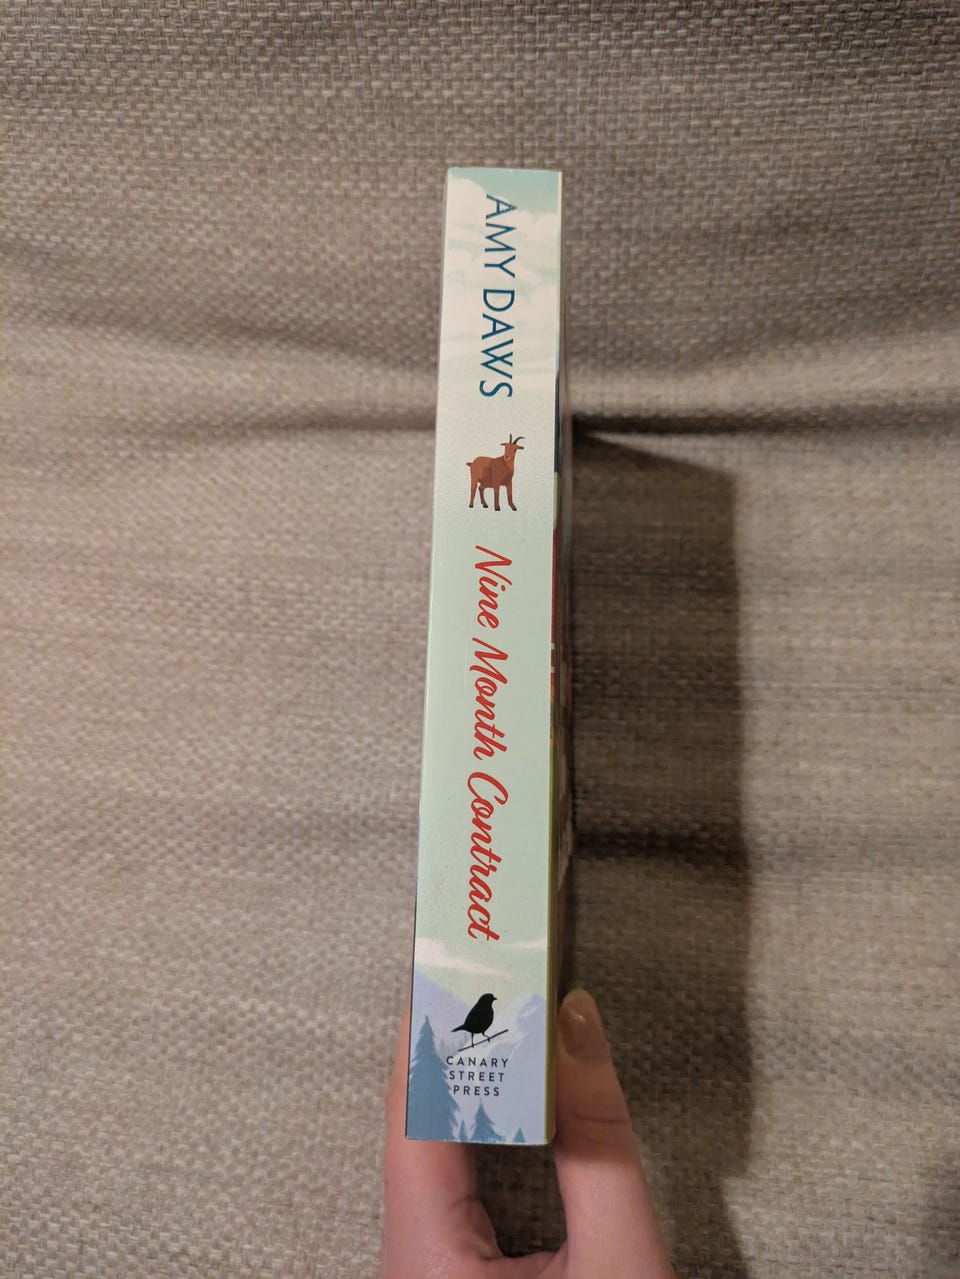 AMY DAWS
Nine Month Contract
CANARY
STREET
PRESS